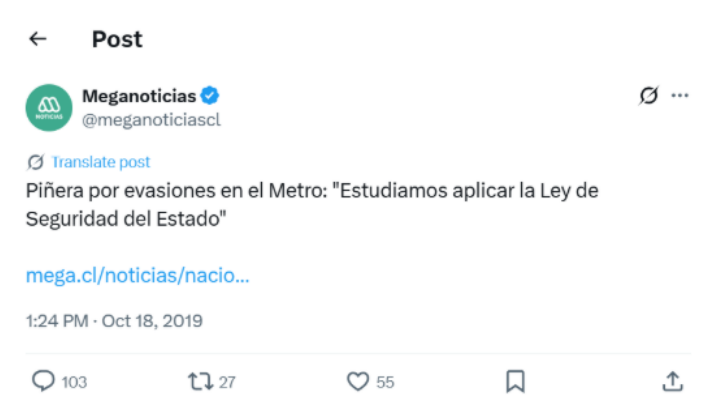 Post
Meganoticias
@meganoticiascl
Translate post
Piñera por evasiones en el Metro: "Estudiamos aplicar la Ley de
Seguridad del Estado"
mega.cl/noticias/nacio...
1:24 PM · Oct 18, 2019
103 27 55